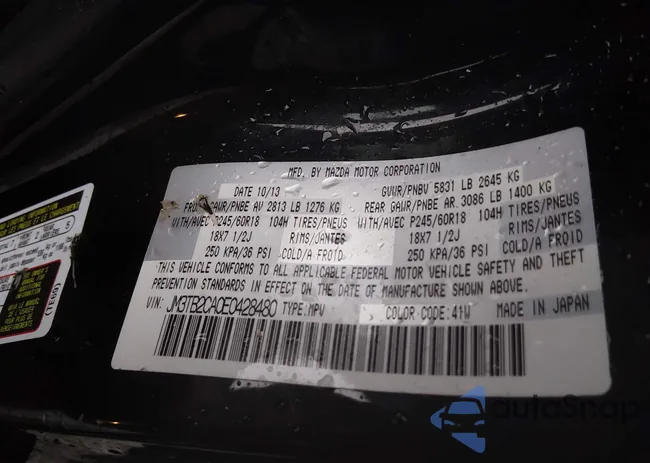 MFD. BY MAZDA MOTOR CORPORATION
DATE 10/13 GVWR/PNBV 5831 LB 2645 KG
FR GAWR/PNBE AV 2813 LB 1276 KG REAR GAWR/PNBE AR. 3086 LB 1400 KG
WITH/AVEC P245/60R18 104H TIRES/PNEUS WITH/AVEC P245/60R18 104H TIRES/PNEUS
18X7 1/2J RIMS/JANTES 18X7 1/2J RIMS/JANTES
250 KPA/36 PSI COLD/A FROID 250 KPA/36 PSI COLD/A FROID
THIS VEHICLE CONFORMS TO ALL APPLICABLE FEDERAL MOTOR VEHICLE SAFETY AND THEFT
PREVENTION STANDARDS IN EFFECT ON THE DATE OF MANUFACTURE SHOWN ABOVE.
VIN: JM3TB2CA0E0428480 TYPE:MPV COLOR CODE:41W MADE IN JAPAN
autoSnap